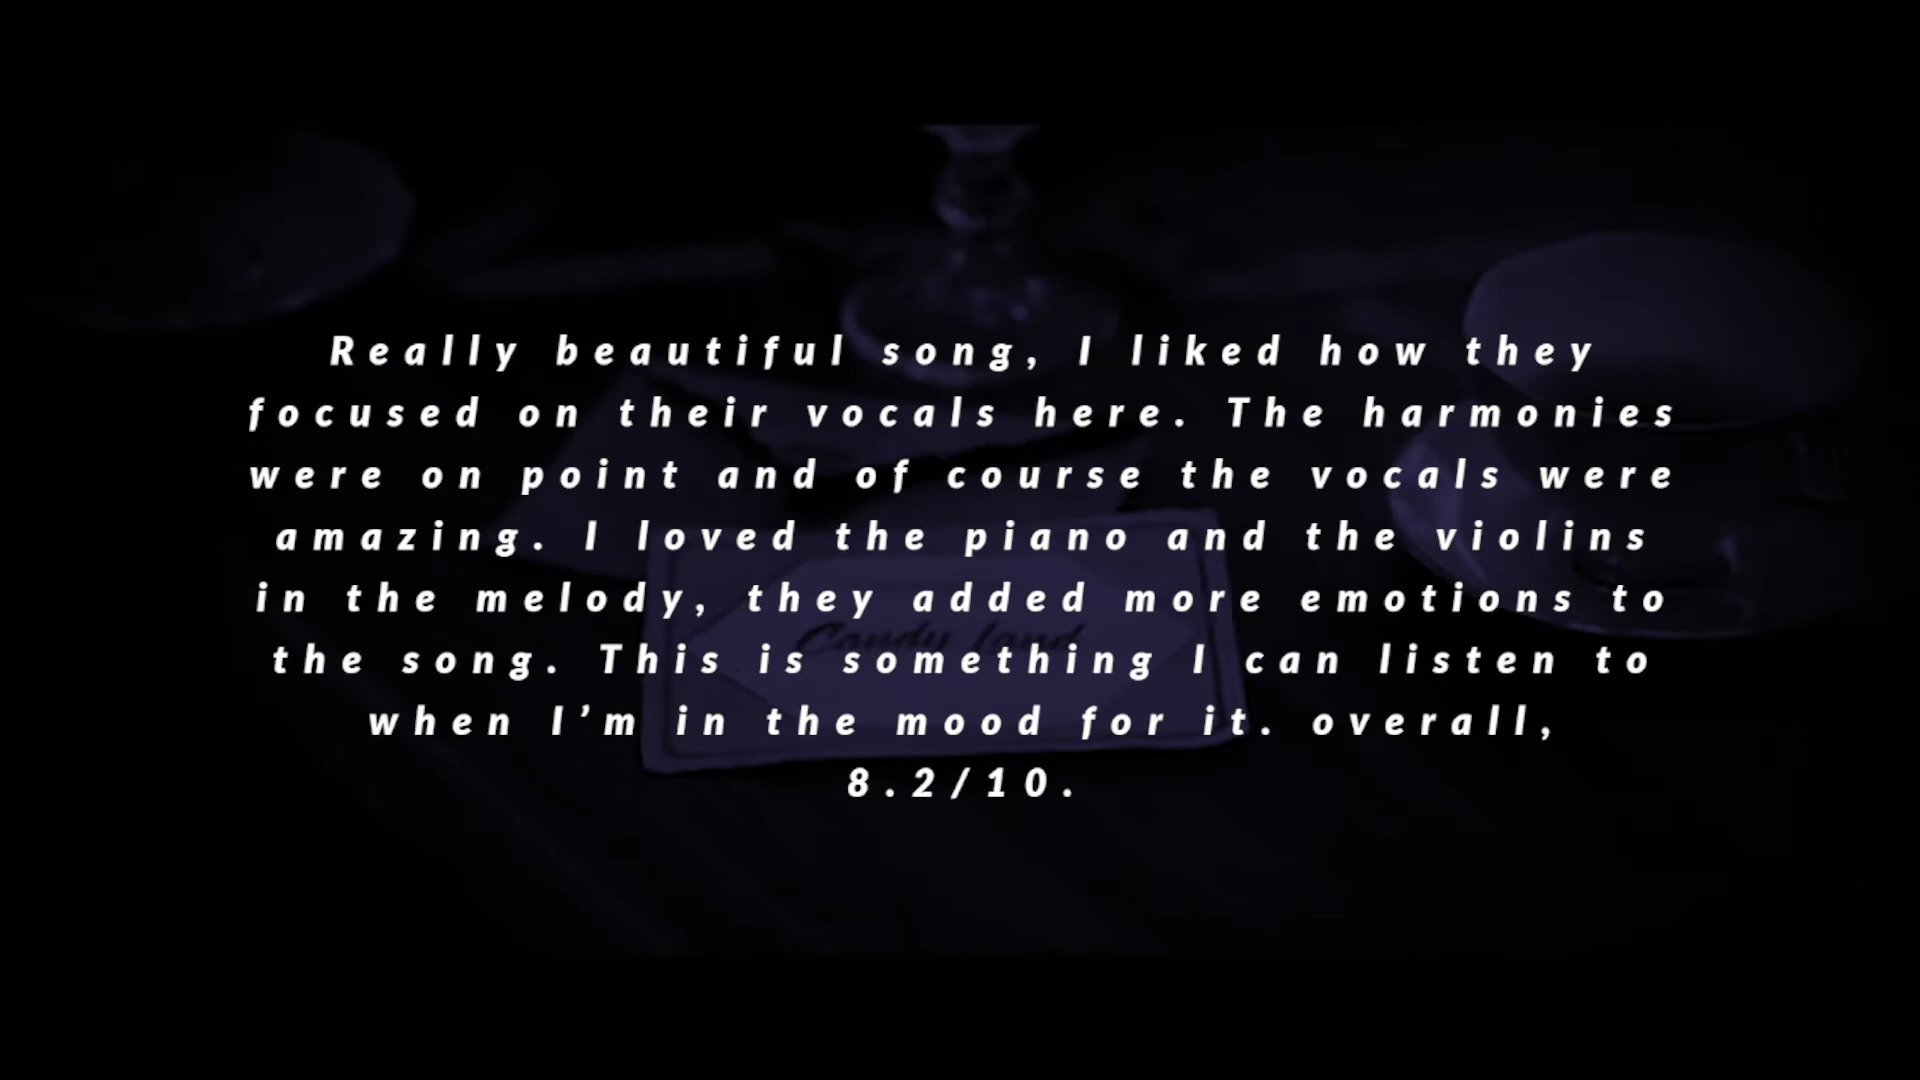 Really beautiful song, I liked how they
focused on their vocals here. The harmonies
were on point and of course the vocals were
amazing. I loved the piano and the violins
in the melody, they added more emotions to
Candy Land
the song. This is something I can listen to
when I’m in the mood for it. overall,
8.2/10.